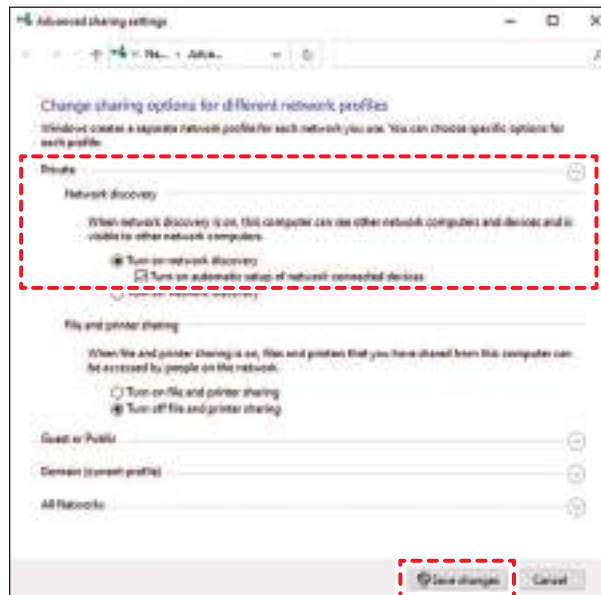 Advanced sharing settings
Ne... Adva...
Change sharing options for different network profiles
Windows creates a separate network profile for each network you use. You can choose specific options for
each profile.
Private
Network discovery
When network discovery is on, this computer can see other network computers and devices and is
visible to other network computers.
Turn on network discovery
Turn on automatic setup of network connected devices
network discovery
File and printer sharing
When file and printer sharing is on, files and printers that you have shared from this computer can
be accessed by people on the network.
Turn on file and printer sharing
Turn off file and printer sharing
Guest or Public
Domain (current profile)
All Networks
Save changes
Cancel